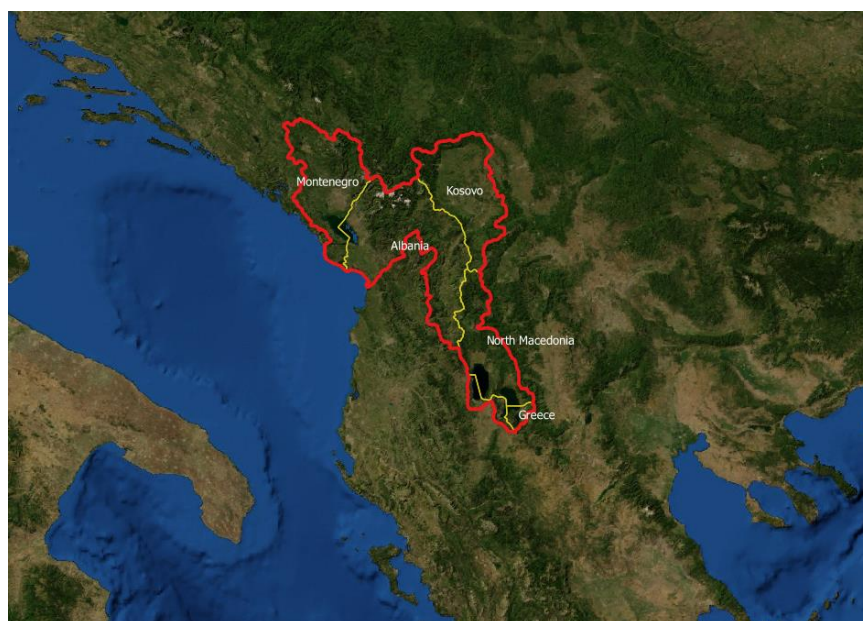 Montenegro
Kosovo
Albania
North Macedonia
Greece